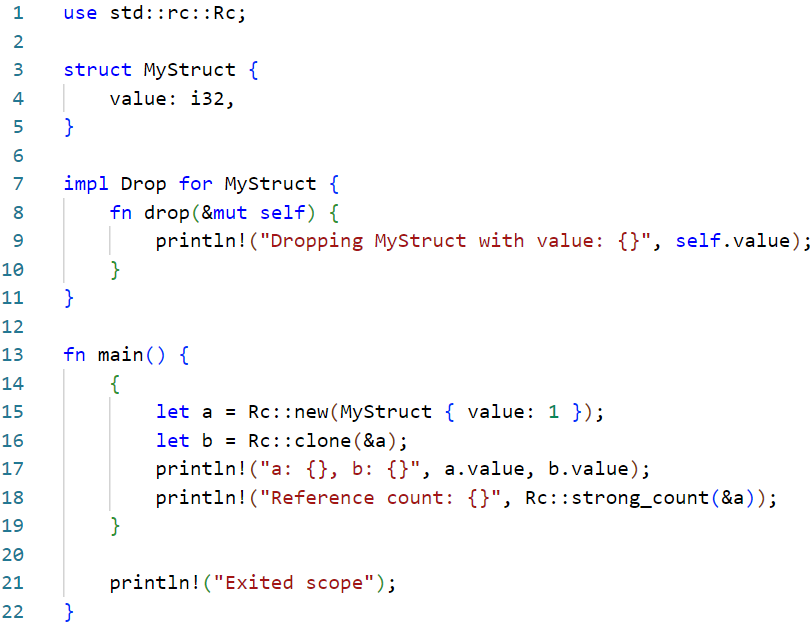 1 use std::rc::Rc;
2
3 struct MyStruct {
4     value: i32,
5 }
6
7 impl Drop for MyStruct {
8     fn drop(&mut self) {
9         println!("Dropping MyStruct with value: {}", self.value);
10     }
11 }
12
13 fn main() {
14     {
15         let a = Rc::new(MyStruct { value: 1 });
16         let b = Rc::clone(&a);
17         println!("a: {}, b: {}", a.value, b.value);
18         println!("Reference count: {}", Rc::strong_count(&a));
19     }
20
21     println!("Exited scope");
22 }